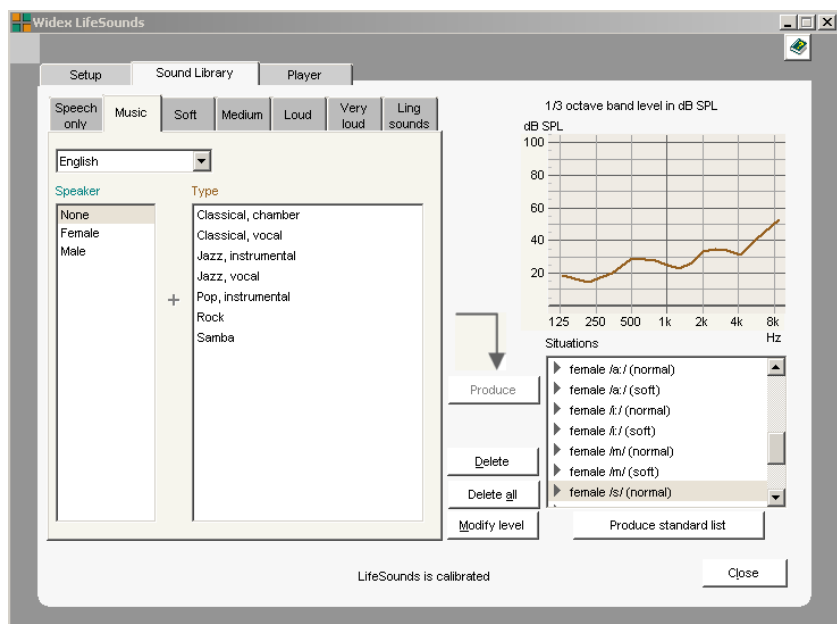 Widex LifeSounds
Setup
Sound Library
Player
Speech only
Music
Soft
Medium
Loud
Very loud
Ling sounds
English
Speaker
None
Female
Male
+
Type
Classical, chamber
Classical, vocal
Jazz, instrumental
Jazz, vocal
Pop, instrumental
Rock
Samba
Produce
Delete
Delete all
Modify level
1/3 octave band level in dB SPL
dB SPL
100
80
60
40
20
125 250 500 1k 2k 4k 8k
Hz
Situations
female /a:/ (normal)
female /a:/ (soft)
female /i:/ (normal)
female /i:/ (soft)
female /m/ (normal)
female /m/ (soft)
female /s/ (normal)
Produce standard list
LifeSounds is calibrated
Close